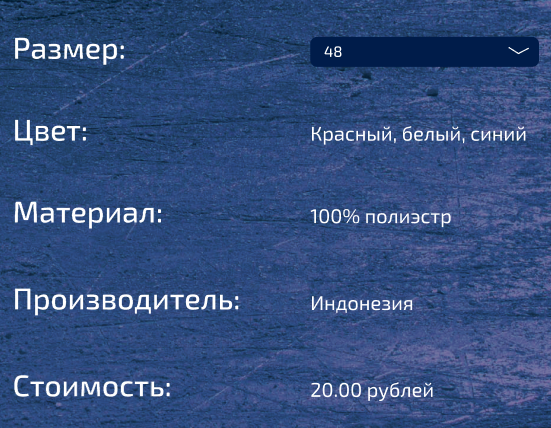 Размер: 48
Цвет: Красный, белый, синий
Материал: 100% полиэстр
Производитель: Индонезия
Стоимость: 20.00 рублей